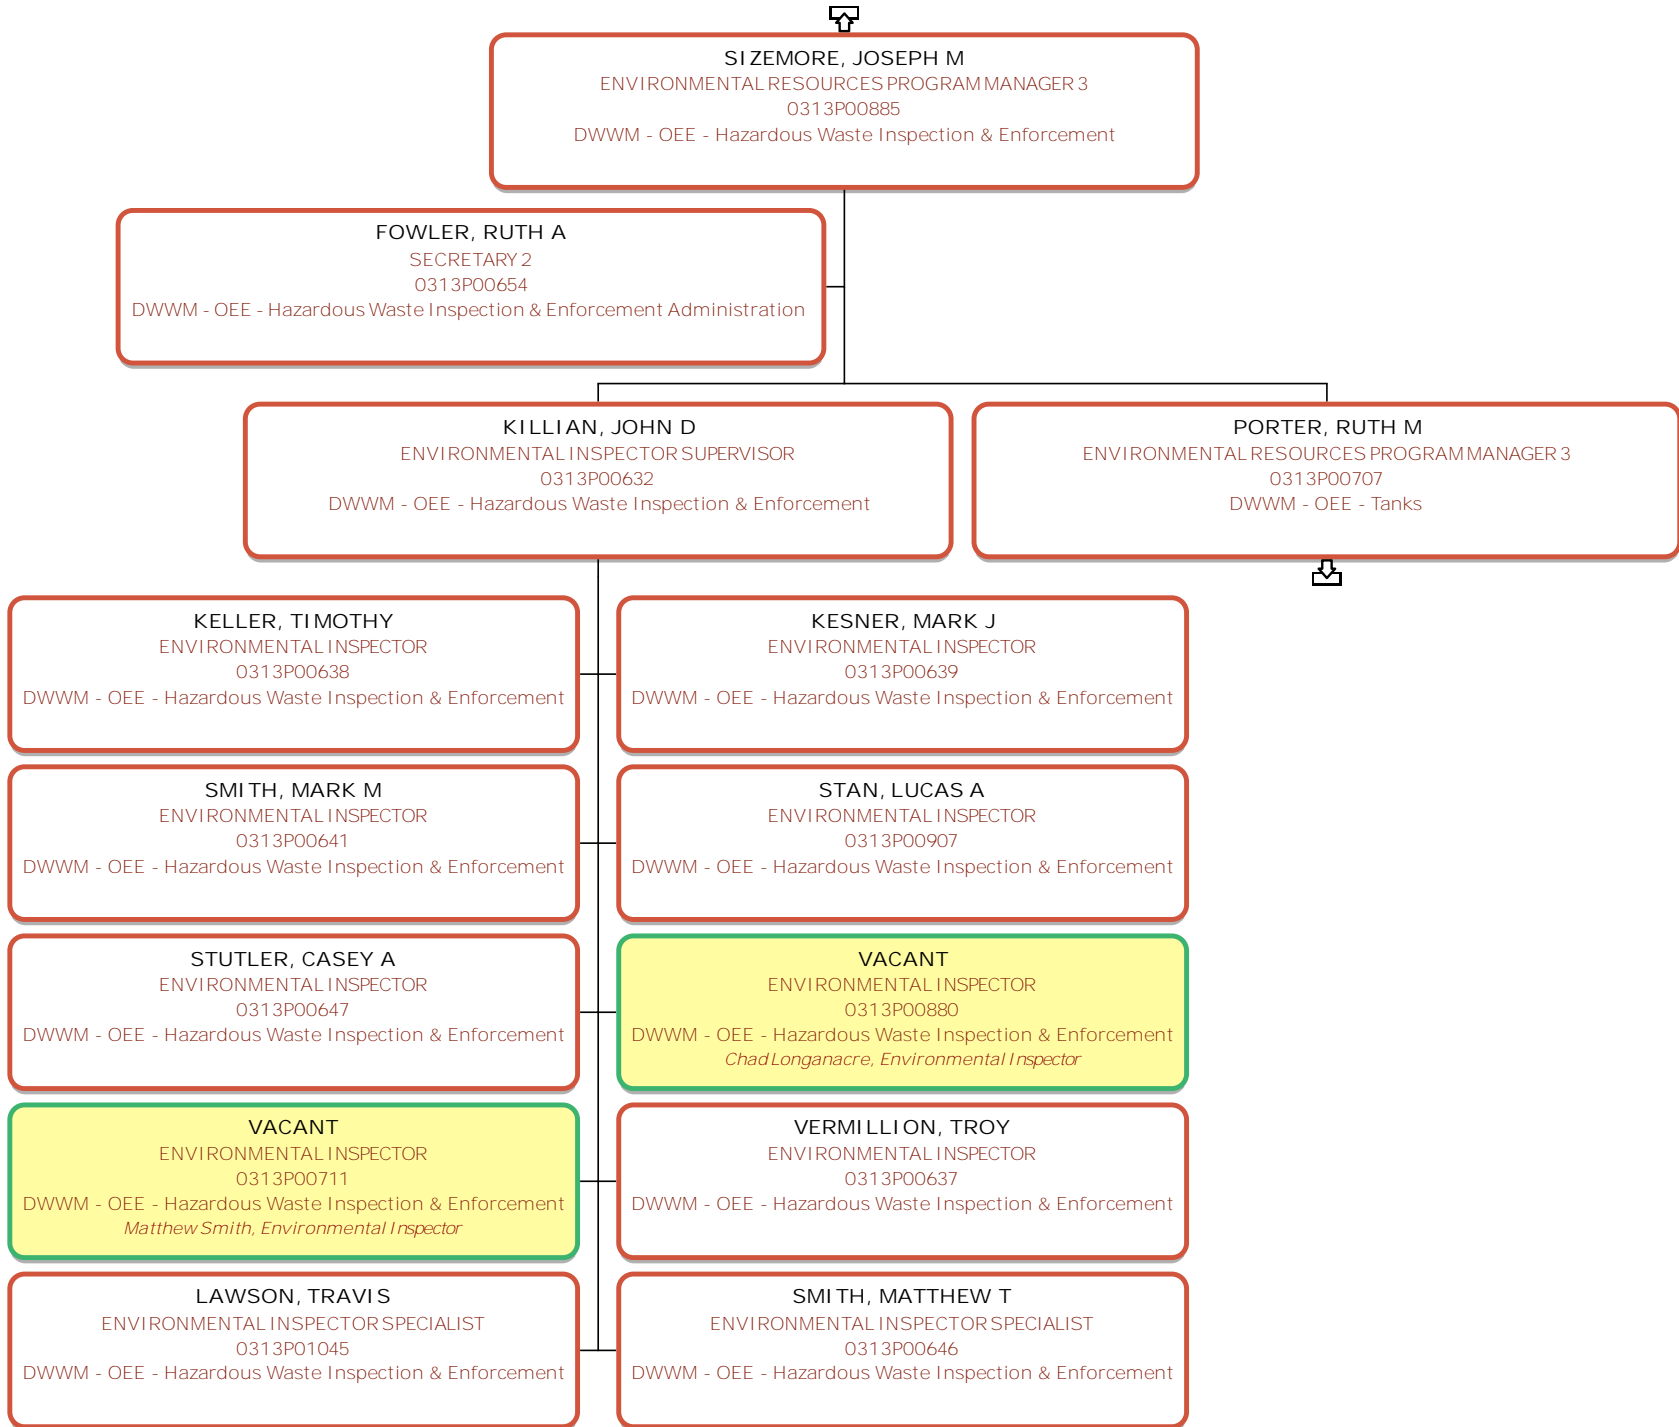 SIZEMORE, JOSEPH M
ENVIRONMENTAL RESOURCES PROGRAM MANAGER 3
0313P00885
DWWM - OEE - Hazardous Waste Inspection & Enforcement
FOWLER, RUTH A
SECRETARY 2
0313P00654
DWWM - OEE - Hazardous Waste Inspection & Enforcement Administration
KILLIAN, JOHN D
ENVIRONMENTAL INSPECTOR SUPERVISOR
0313P00632
DWWM - OEE - Hazardous Waste Inspection & Enforcement
PORTER, RUTH M
ENVIRONMENTAL RESOURCES PROGRAM MANAGER 3
0313P00707
DWWM - OEE - Tanks
KELLER, TIMOTHY
ENVIRONMENTAL INSPECTOR
0313P00638
DWWM - OEE - Hazardous Waste Inspection & Enforcement
KESNER, MARK J
ENVIRONMENTAL INSPECTOR
0313P00639
DWWM - OEE - Hazardous Waste Inspection & Enforcement
SMITH, MARK M
ENVIRONMENTAL INSPECTOR
0313P00641
DWWM - OEE - Hazardous Waste Inspection & Enforcement
STAN, LUCAS A
ENVIRONMENTAL INSPECTOR
0313P00907
DWWM - OEE - Hazardous Waste Inspection & Enforcement
STUTLER, CASEY A
ENVIRONMENTAL INSPECTOR
0313P00647
DWWM - OEE - Hazardous Waste Inspection & Enforcement
VACANT
ENVIRONMENTAL INSPECTOR
0313P00880
DWWM - OEE - Hazardous Waste Inspection & Enforcement
Chad Longanacre, Environmental Inspector
VACANT
ENVIRONMENTAL INSPECTOR
0313P00711
DWWM - OEE - Hazardous Waste Inspection & Enforcement
Matthew Smith, Environmental Inspector
VERMILLION, TROY
ENVIRONMENTAL INSPECTOR
0313P00637
DWWM - OEE - Hazardous Waste Inspection & Enforcement
LAWSON, TRAVIS
ENVIRONMENTAL INSPECTOR SPECIALIST
0313P01045
DWWM - OEE - Hazardous Waste Inspection & Enforcement
SMITH, MATTHEW T
ENVIRONMENTAL INSPECTOR SPECIALIST
0313P00646
DWWM - OEE - Hazardous Waste Inspection & Enforcement